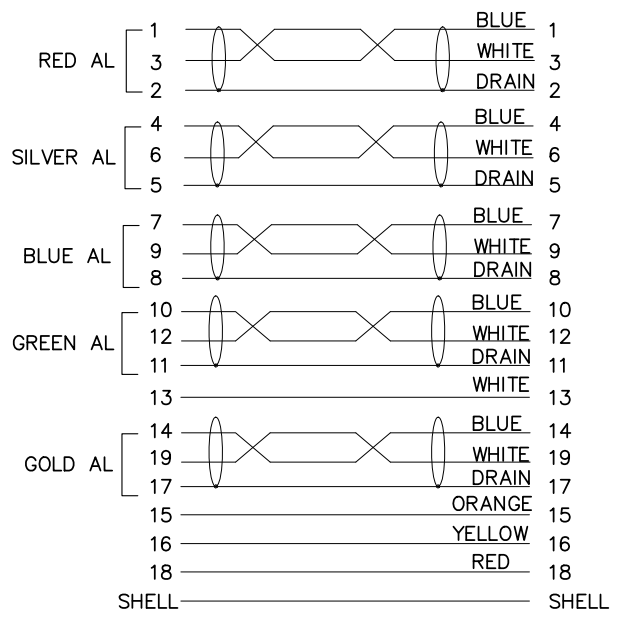 1 BLUE 1
RED AL 3 WHITE 3
2 DRAIN 2
4 BLUE 4
SILVER AL 6 WHITE 6
5 DRAIN 5
7 BLUE 7
BLUE AL 9 WHITE 9
8 DRAIN 8
10 BLUE 10
GREEN AL 12 WHITE 12
11 DRAIN 11
13 WHITE 13
14 BLUE 14
GOLD AL 19 WHITE 19
17 DRAIN 17
15 ORANGE 15
16 YELLOW 16
18 RED 18
SHELL SHELL